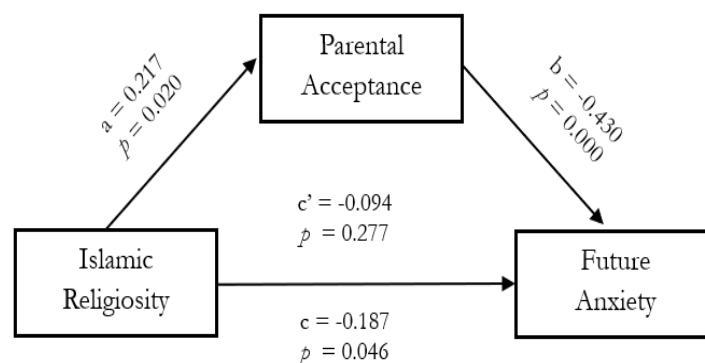 Parental
Acceptance
a = 0.217
p = 0.020
b = -0.430
p = 0.000
c’ = -0.094
p = 0.277
Islamic
Religiosity
Future
Anxiety
c = -0.187
p = 0.046